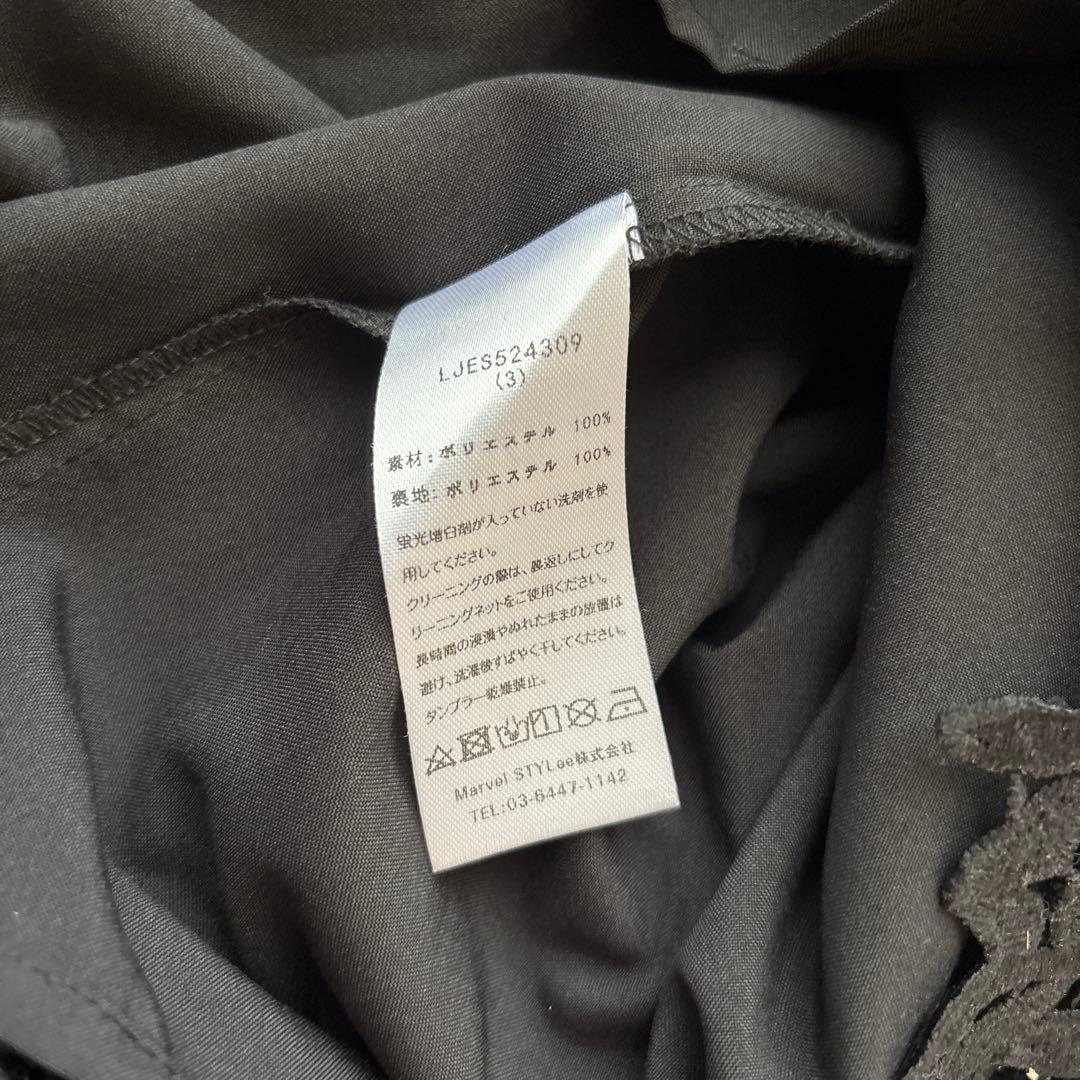 LJES524309
(3)
素材:ポリエステル 100%
裏地:ポリエステル 100%
蛍光増白剤が入っていない洗剤を使
用してください。
クリーニングの際は、裏返しにしてク
リーニングネットをご使用ください。
長時間の浸漬やぬれたままの放置は
避け、洗濯後すばやく干してください。
タンブラー乾燥禁止。
Marvel STYLee株式会社
TEL:03-6447-1142